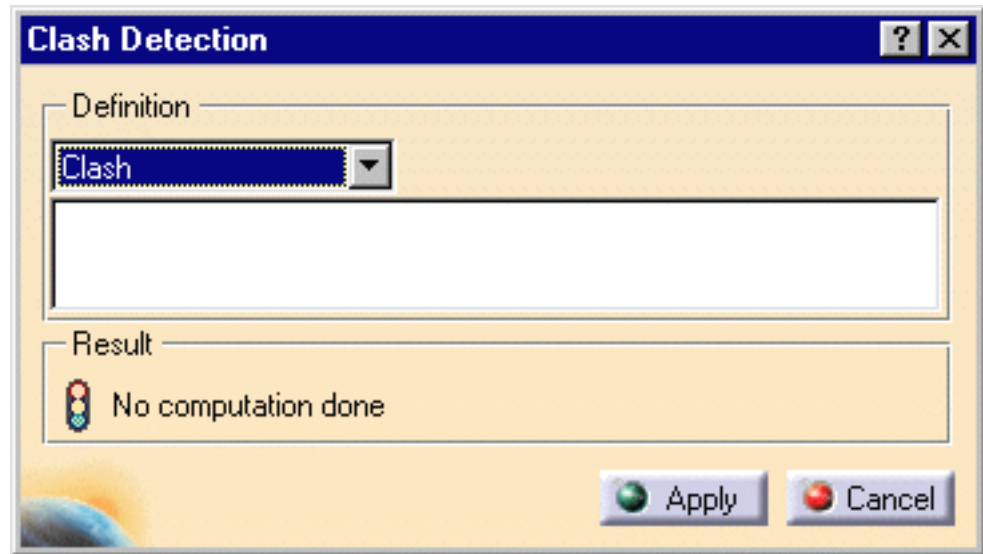 Clash Detection ? X
Definition
Clash
Result
No computation done
Apply Cancel